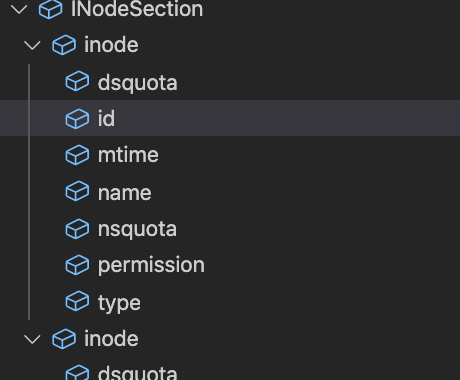 INodeSection
inode
dsquota
id
mtime
name
nsquota
permission
type
inode
dsquota